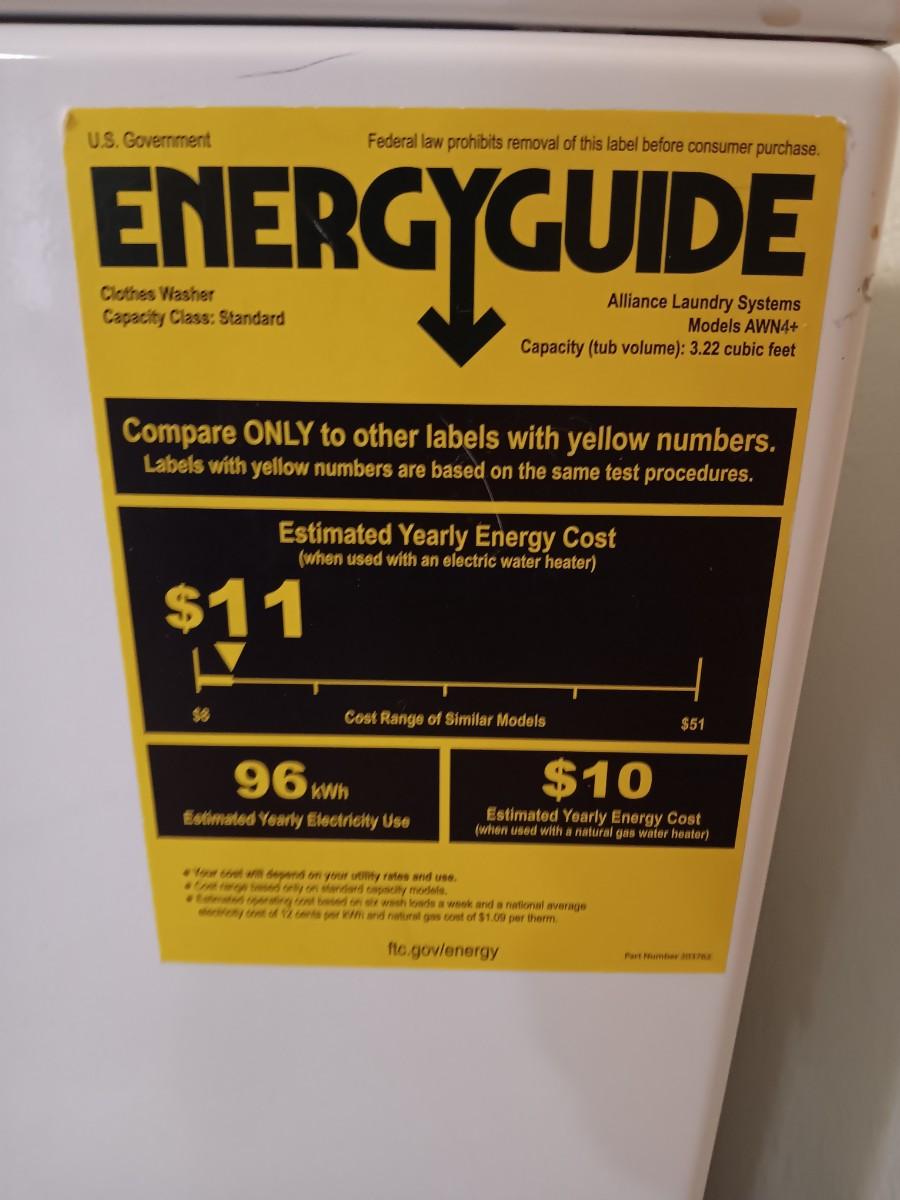 U.S. Government
Federal law prohibits removal of this label before consumer purchase.
ENERGYGUIDE
Clothes Washer
Capacity Class: Standard
Alliance Laundry Systems
Models AWN4+
Capacity (tub volume): 3.22 cubic feet
Compare ONLY to other labels with yellow numbers.
Labels with yellow numbers are based on the same test procedures.
Estimated Yearly Energy Cost
(when used with an electric water heater)
$11
Cost Range of Similar Models
$51
96 kWh
Estimated Yearly Electricity Use
$10
Estimated Yearly Energy Cost
(when used with a natural gas water heater)
Your cost will depend on your utility rates and use.
Cost range based only on standard capacity models.
Estimated operating cost based on six wash loads a week and a national average
electricity cost of 12 cents per kWh and natural gas cost of $1.09 per therm.
ftc.gov/energy
Part Number